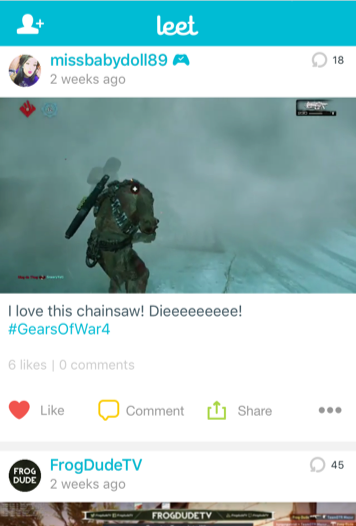 leet
missbabydoll89
18
2 weeks ago
I love this chainsaw! Dieeeeeeeee!
#GearsOfWar4
6 likes | 0 comments
Like
Comment
Share
FROG
DUDE
FrogDudeTV
45
2 weeks ago
FROGDUDETV